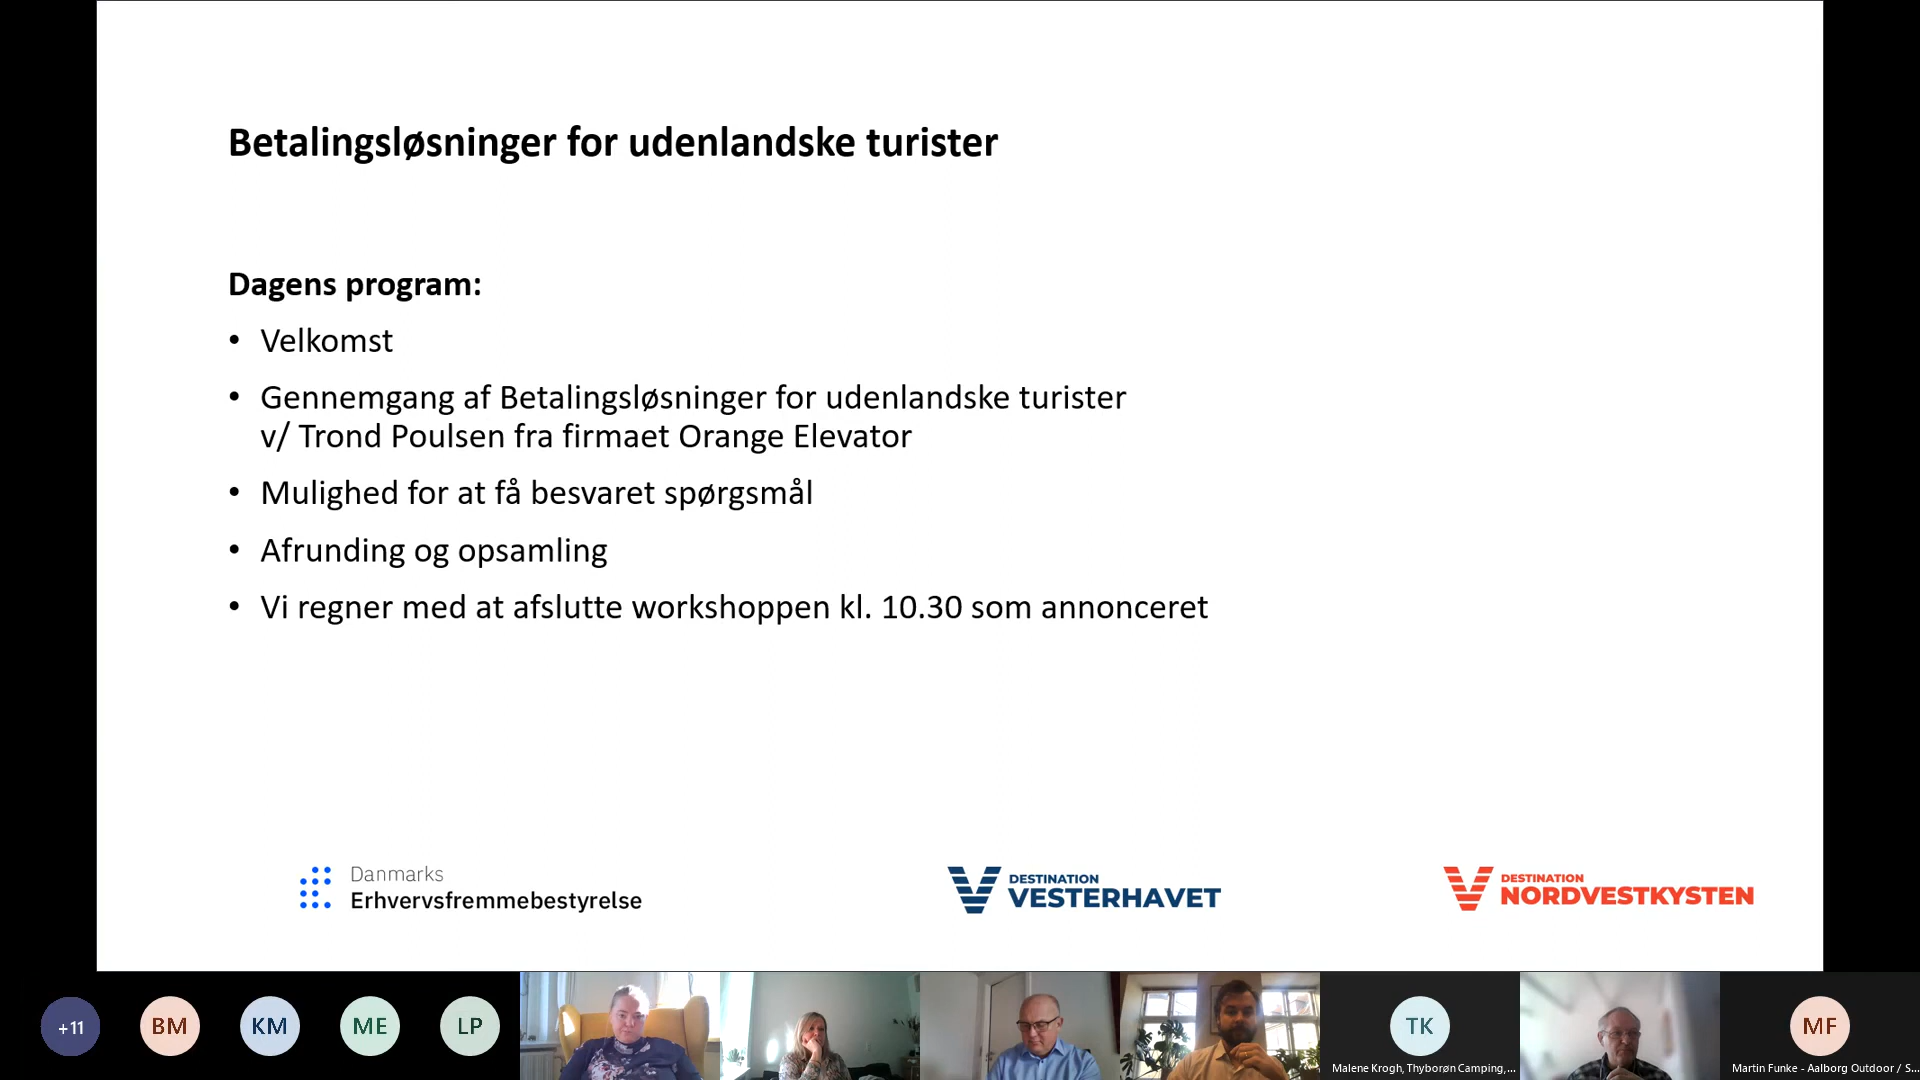 Betalingsløsninger for udenlandske turister
Dagens program:
• Velkomst
• Gennemgang af Betalingsløsninger for udenlandske turister
v/ Trond Poulsen fra firmaet Orange Elevator
• Mulighed for at få besvaret spørgsmål
• Afrunding og opsamling
• Vi regner med at afslutte workshoppen kl. 10.30 som annonceret
Danmarks
Erhvervsfremmebestyrelse
DESTINATION
VESTERHAVET
DESTINATION
NORDVESTKYSTEN
+11
BM
KM
ME
LP
TK
Malene Krogh, Thyborøn Camping,...
MF
Martin Funke - Aalborg Outdoor / S...